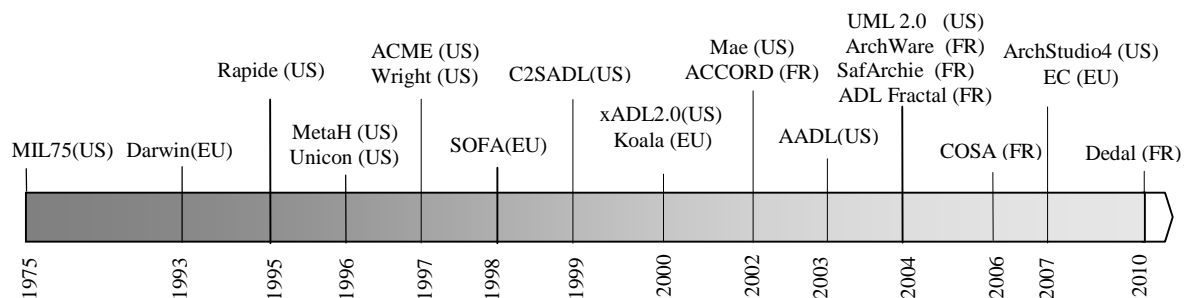 MIL75(US)
Darwin(EU)
Rapide (US)
MetaH (US)
Unicon (US)
ACME (US)
Wright (US)
SOFA(EU)
C2SADL(US)
xADL2.0(US)
Koala (EU)
Mae (US)
ACCORD (FR)
AADL(US)
UML 2.0 (US)
ArchWare (FR)
SafArchie (FR)
ADL Fractal (FR)
COSA (FR)
ArchStudio4 (US)
EC (EU)
Dedal (FR)
1975
1993
1995
1996
1997
1998
1999
2000
2002
2003
2004
2006
2007
2010